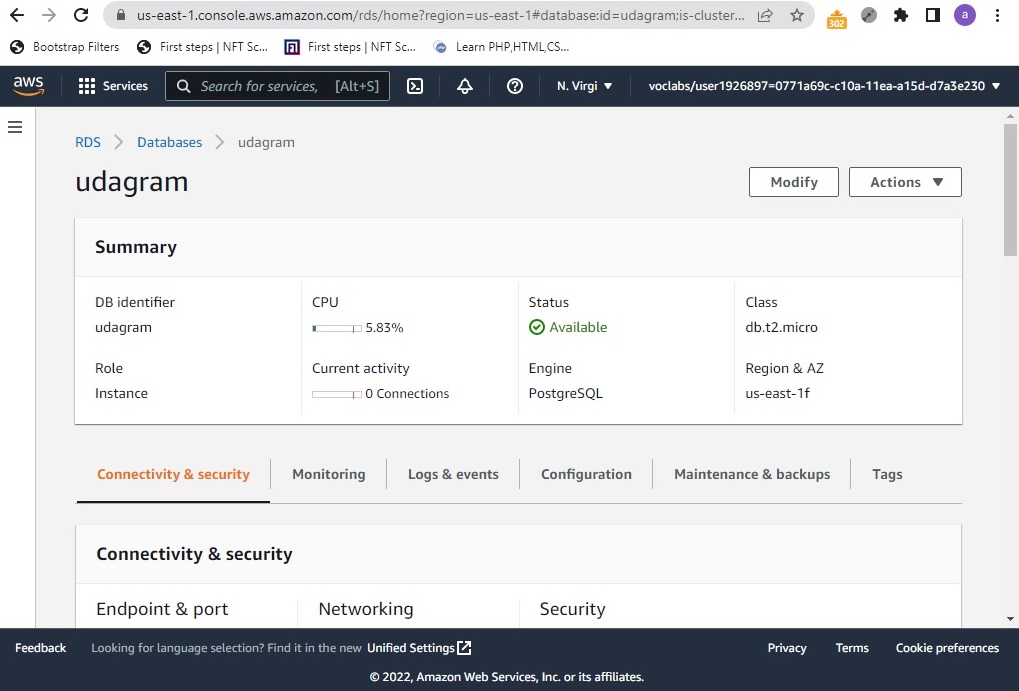 us-east-1.console.aws.amazon.com/rds/home?region=us-east-1#database:id=udagram;is-cluster...
302
a
Bootstrap Filters
First steps | NFT Sc...
First steps | NFT Sc...
Learn PHP,HTML,CS...
aws
Services
Search for services, [Alt+S]
N. Virgi
voclabs/user1926897=0771a69c-c10a-11ea-a15d-d7a3e230
RDS
Databases
udagram
udagram
Modify
Actions
Summary
DB identifier
CPU
Status
Class
udagram
5.83%
Available
db.t2.micro
Role
Current activity
Engine
Region & AZ
Instance
0 Connections
PostgreSQL
us-east-1f
Connectivity & security
Monitoring
Logs & events
Configuration
Maintenance & backups
Tags
Connectivity & security
Endpoint & port
Networking
Security
Feedback
Looking for language selection? Find it in the new Unified Settings
Privacy
Terms
Cookie preferences
© 2022, Amazon Web Services, Inc. or its affiliates.